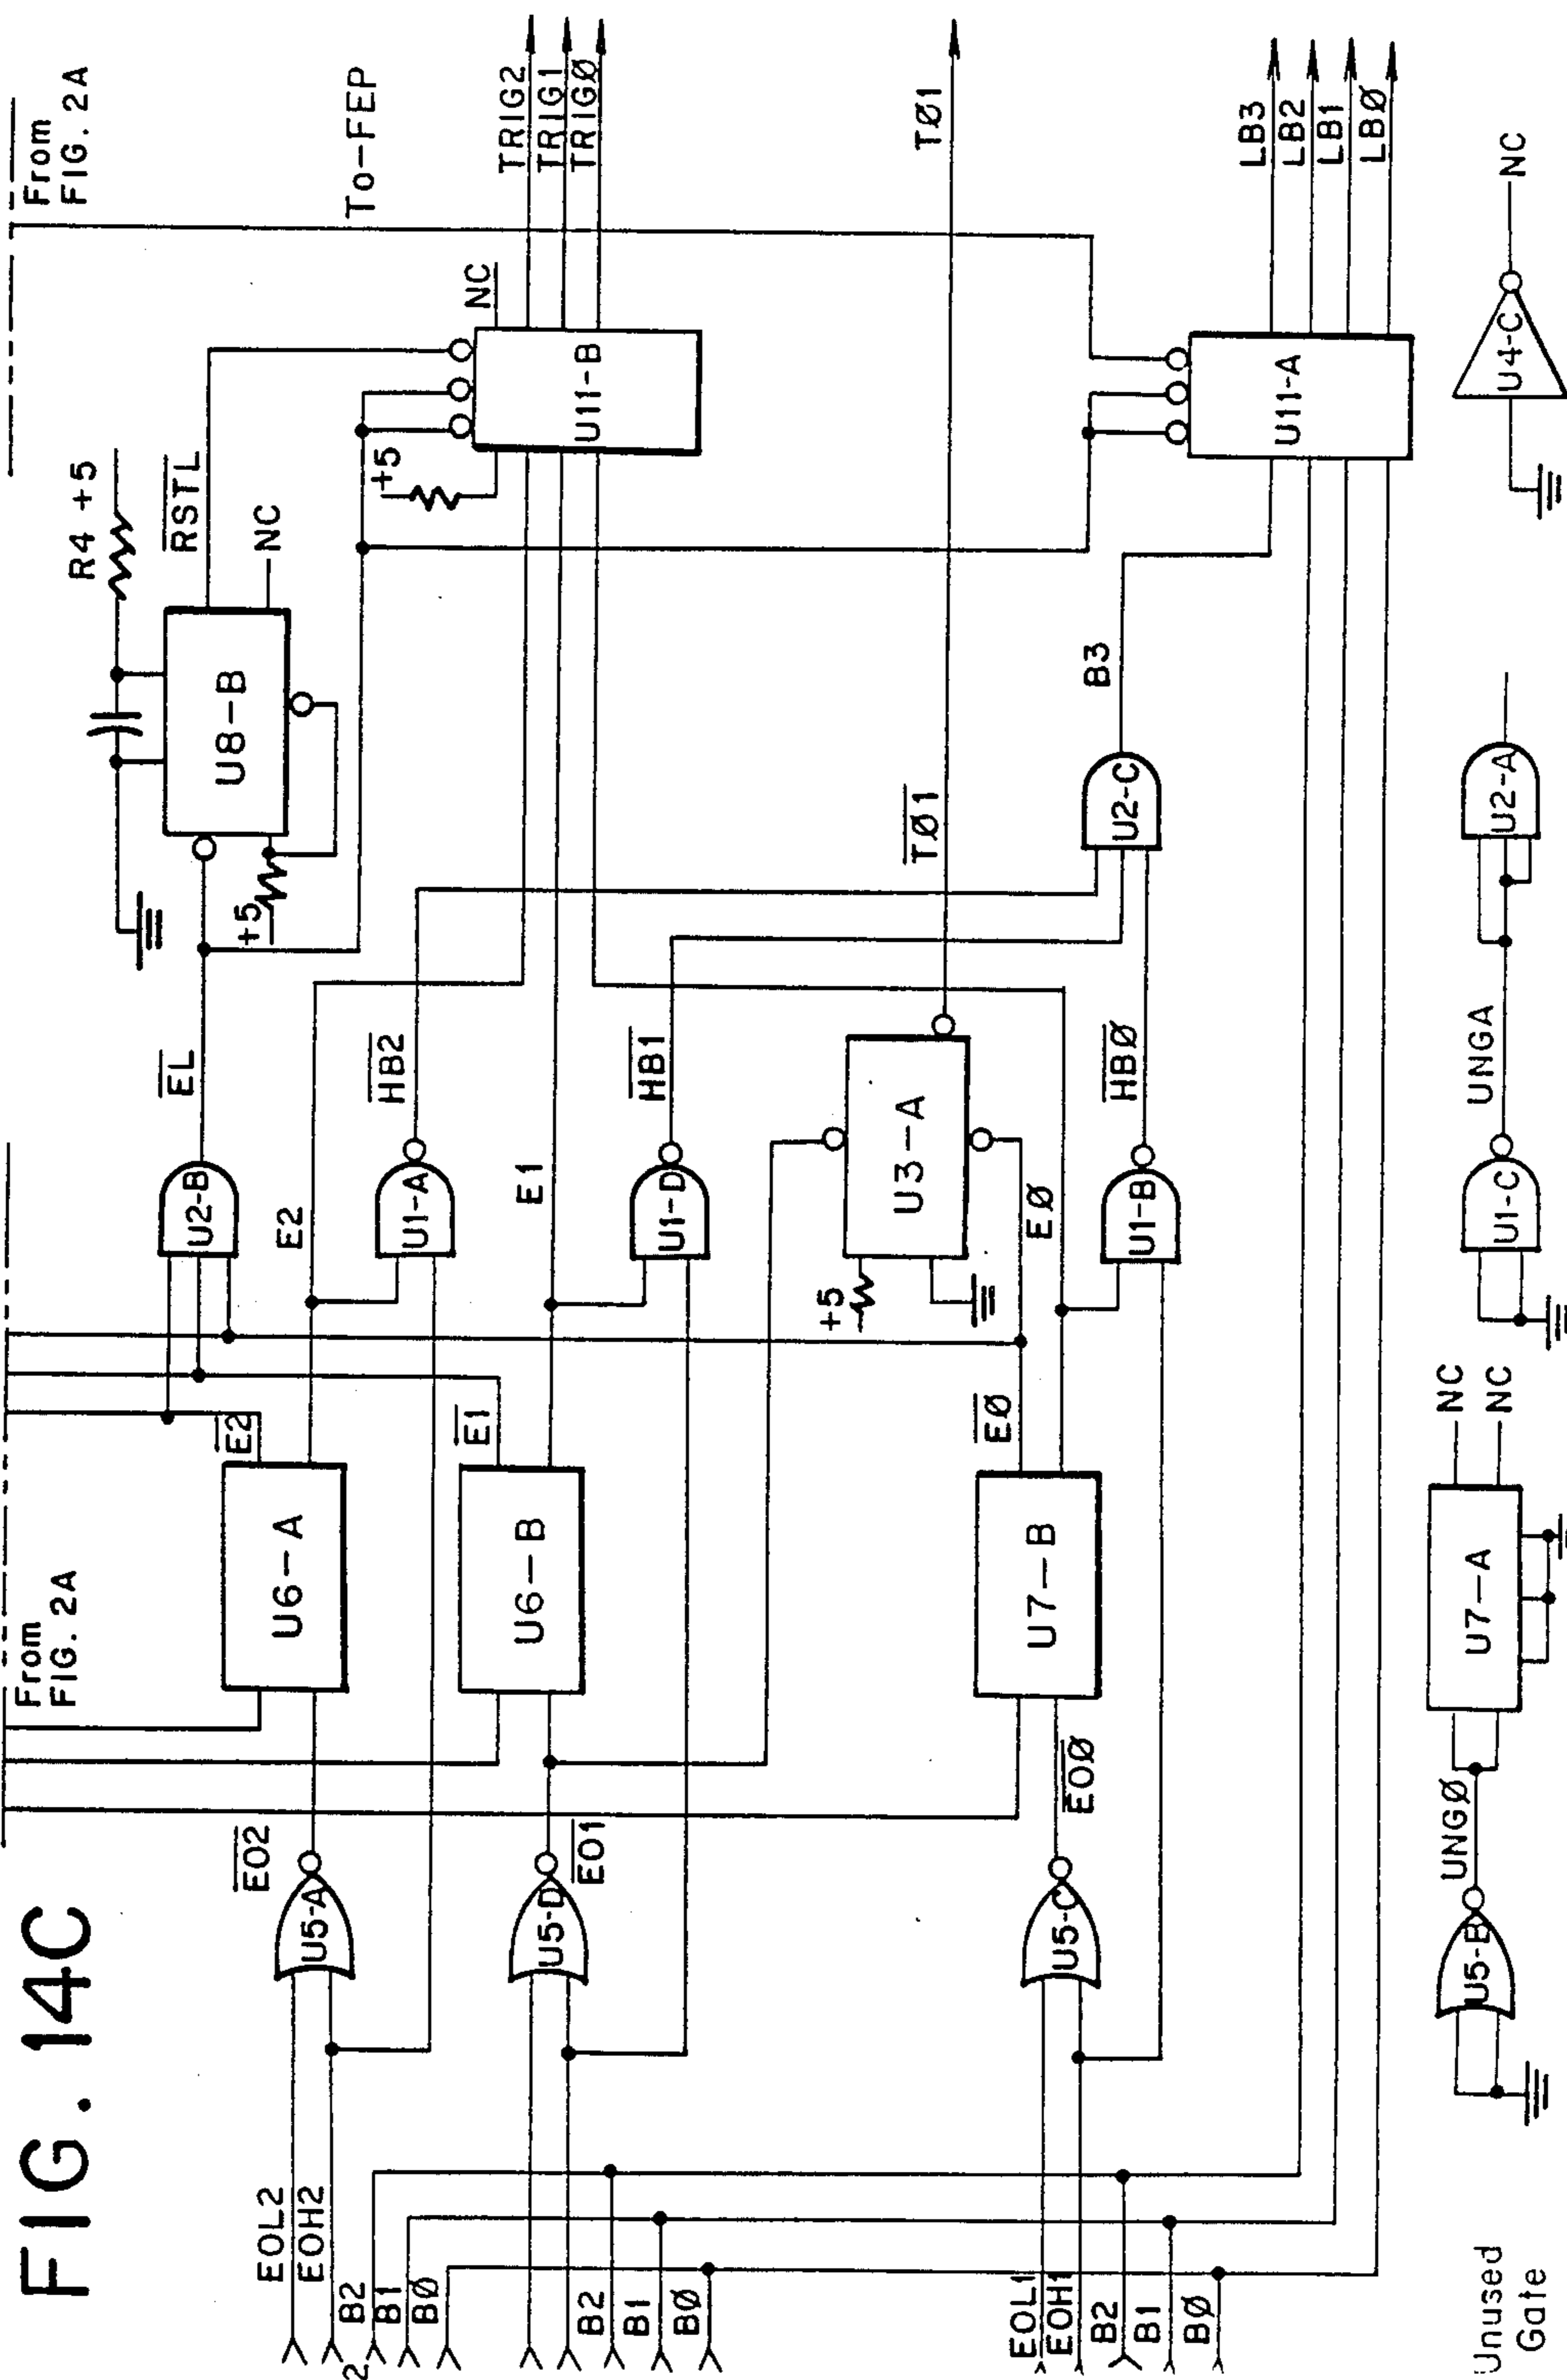 FIG. 14C
From
FIG. 2A
From
FIG. 2A
R4 +5
RSTL
To-FEP
U8-B
NC
+5
EL
U2-B
+5
NC
TRIG2
TRIG1
TRIGØ
U11-B
EOL2
EOH2
EO2
U5-A
E2
U6-A
E2
HB2
U1-A
B2
B1
BØ
2
EO1
U5-D
E1
U6-B
E1
HB1
U1-D
B2
B1
BØ
+5
U3-A
TØ1
TØ1
EOL1
EOH1
EOØ
U5-C
EØ
U7-B
EØ
HBØ
U1-B
U2-C
B3
B2
B1
BØ
U11-A
LB3
LB2
LB1
LBØ
Unused
Gate
U5-B
UNGØ
U7-A
NC
NC
U1-C
UNGA
U2-A
U4-C
NC